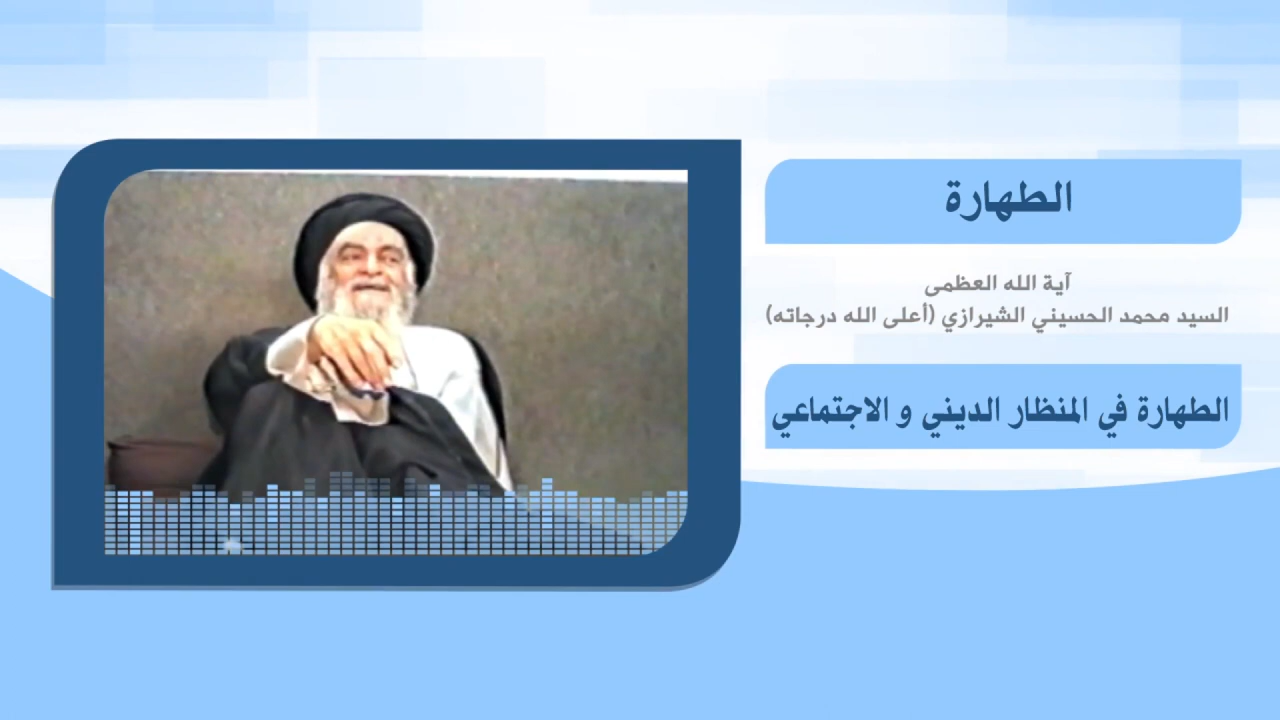 الطهارة
آية الله العظمى
السيد محمد الحسيني الشيرازي (أعلى الله درجاته)
الطهارة في المنظار الديني و الاجتماعي